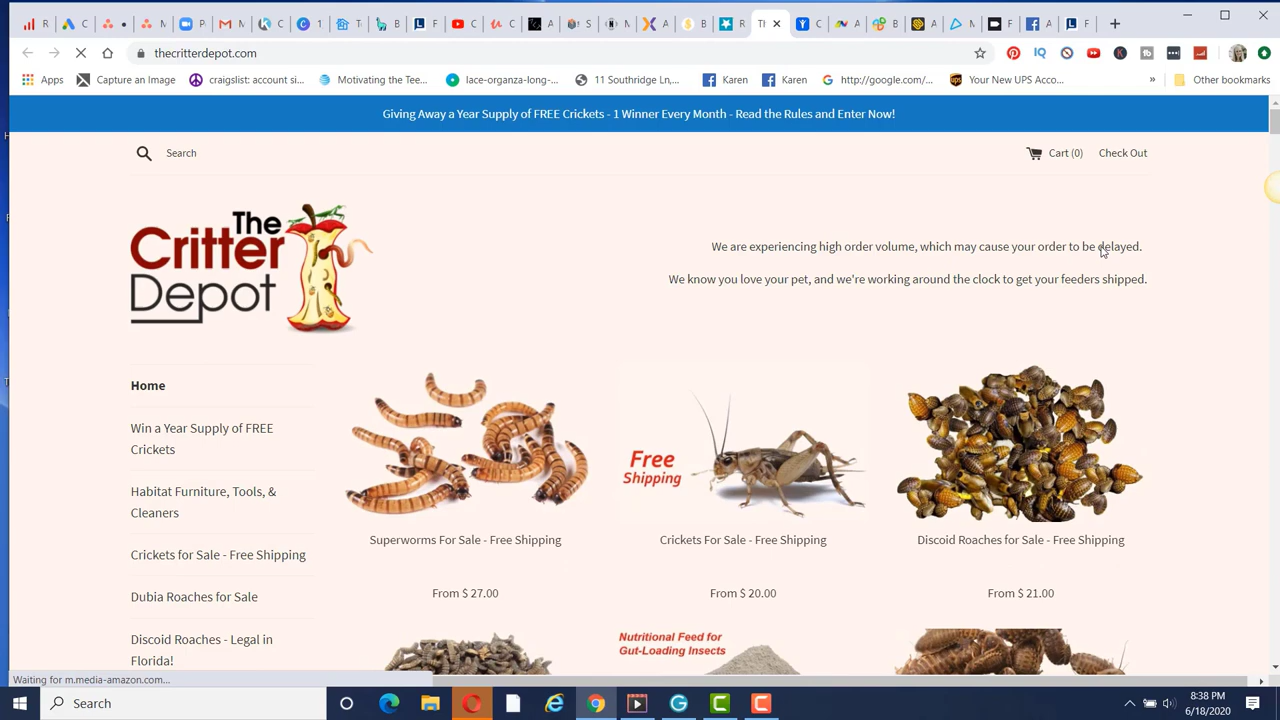 R
A
M
P
M
K
C
E
T
B
L
C
C
A
S
N
A
B
R
Th
C
A
B
A
J
F
A
F
thecritterdepot.com
Apps
Capture an Image
craigslist: account si...
Motivating the Tee...
lace-organza-long-...
11 Southridge Ln,...
Karen
Karen
http://google.com/...
Your New UPS Acco...
»
Other bookmarks
Giving Away a Year Supply of FREE Crickets - 1 Winner Every Month - Read the Rules and Enter Now!
Search
Cart (0)
Check Out
The
Critter
Depot
We are experiencing high order volume, which may cause your order to be delayed.
We know you love your pet, and we're working around the clock to get your feeders shipped.
Home
Win a Year Supply of FREE
Crickets
Habitat Furniture, Tools, &
Cleaners
Crickets for Sale - Free Shipping
Dubia Roaches for Sale
Discoid Roaches - Legal in
Florida!
Free
Shipping
Superworms For Sale - Free Shipping
Crickets For Sale - Free Shipping
Discoid Roaches for Sale - Free Shipping
From $ 27.00
From $ 20.00
From $ 21.00
Nutritional Feed for
Gut-Loading Insects
Waiting for m.media-amazon.com...
Search
8:38 PM
6/18/2020